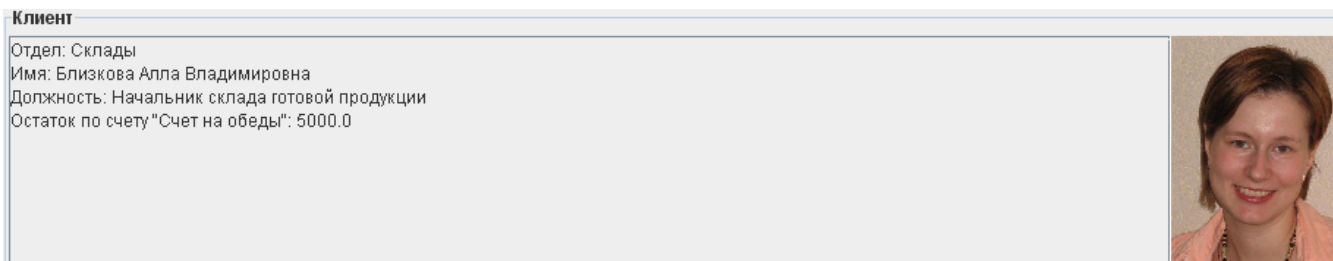 Клиент
Отдел: Склады
Имя: Близкова Алла Владимировна
Должность: Начальник склада готовой продукции
Остаток по счету "Счет на обеды": 5000.0